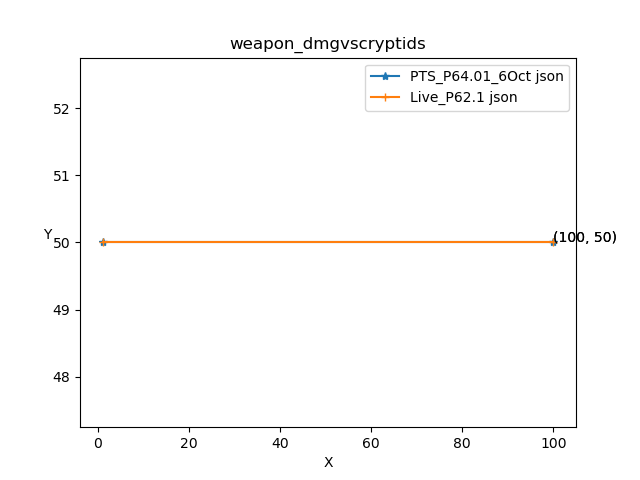 weapon_dmgvscryptids
PTS_P64.01_6Oct json
Live_P62.1 json
52
51
Y
50
(100, 50)
49
48
0 20 40 60 80 100
X